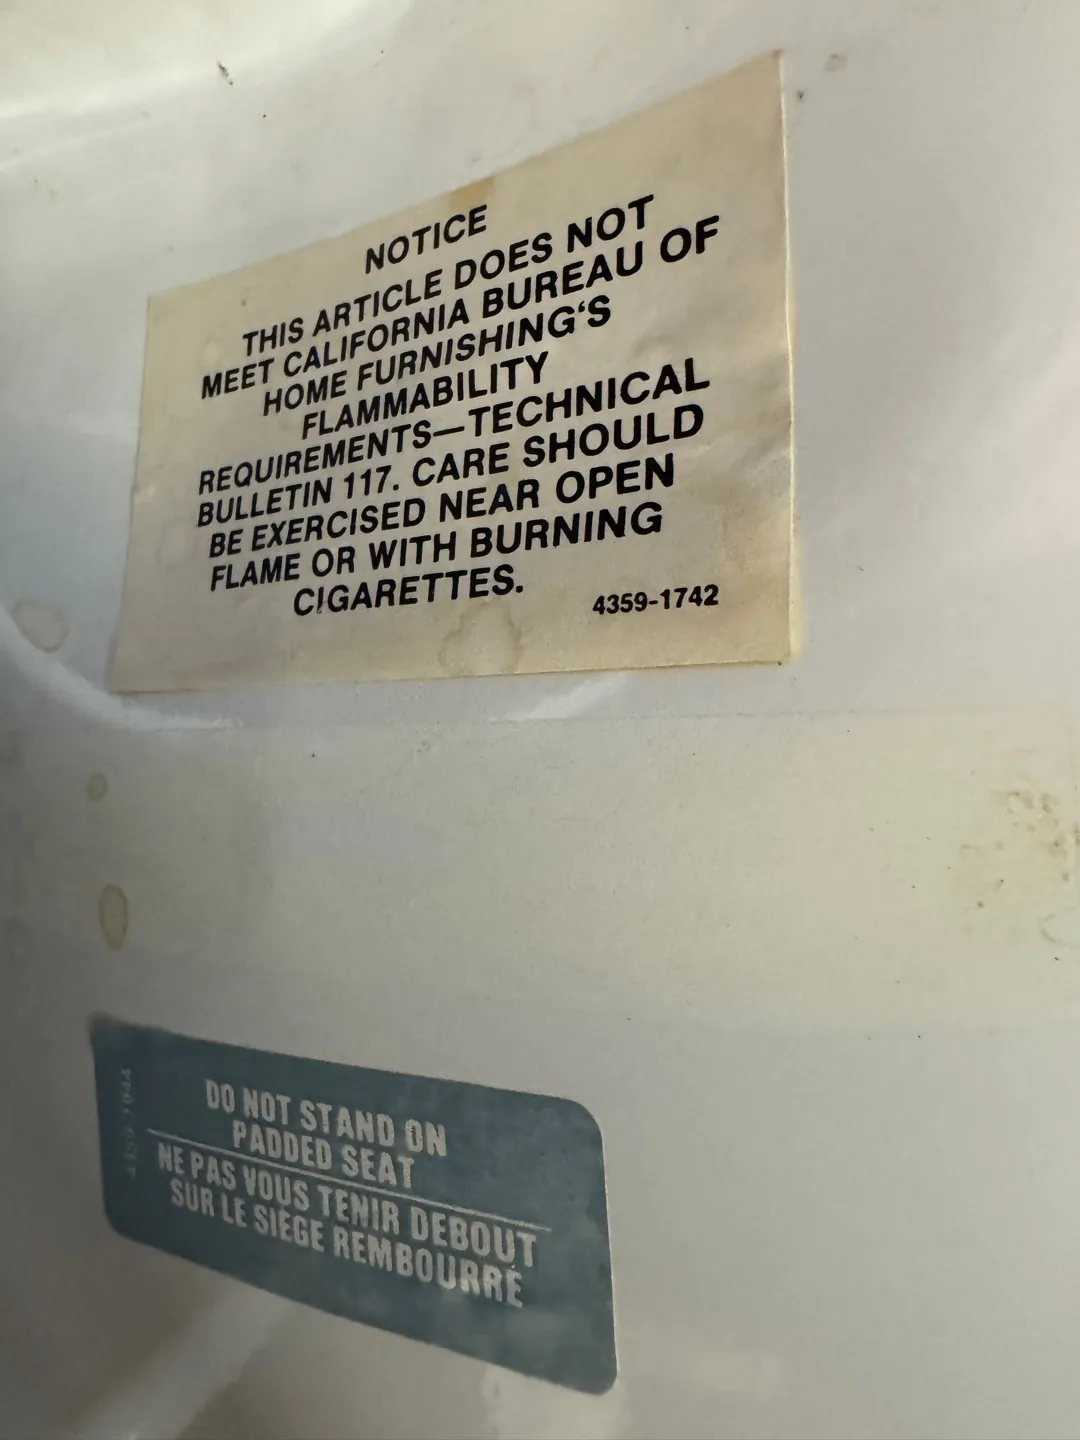 NOTICE
THIS ARTICLE DOES NOT
MEET CALIFORNIA BUREAU OF
HOME FURNISHING'S
FLAMMABILITY
REQUIREMENTS—TECHNICAL
BULLETIN 117. CARE SHOULD
BE EXERCISED NEAR OPEN
FLAME OR WITH BURNING
CIGARETTES.
4359-1742
DO NOT STAND ON
PADDED SEAT
NE PAS VOUS TENIR DEBOUT
SUR LE SIÈGE REMBOURRÉ